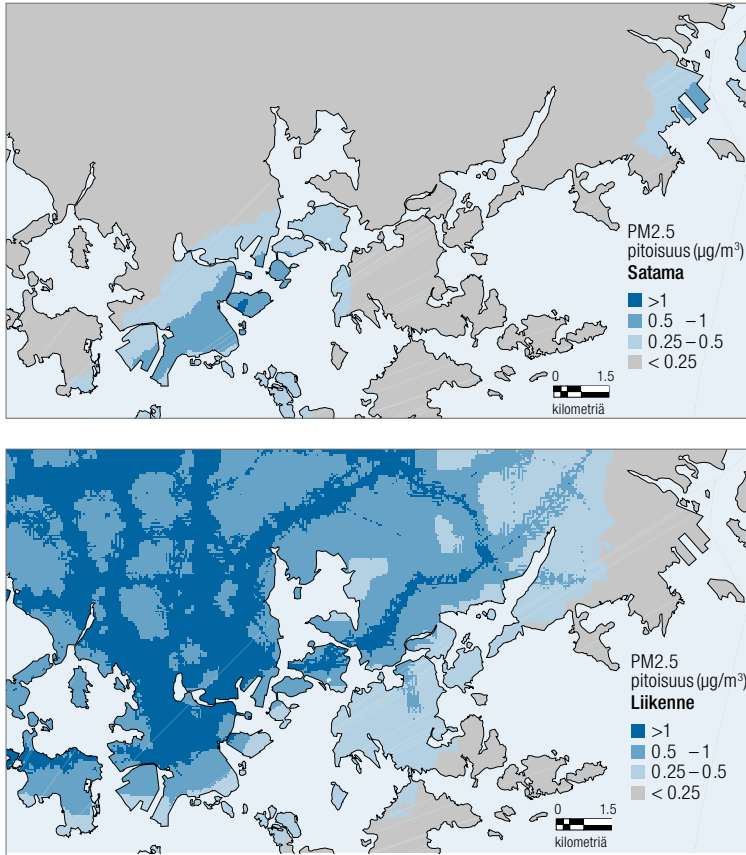 PM2.5
pitoisuus (µg/m³)
Satama
>1
0.5 – 1
0.25 – 0.5
< 0.25
0 1.5
kilometriä
PM2.5
pitoisuus (µg/m³)
Liikenne
>1
0.5 – 1
0.25 – 0.5
< 0.25
0 1.5
kilometriä